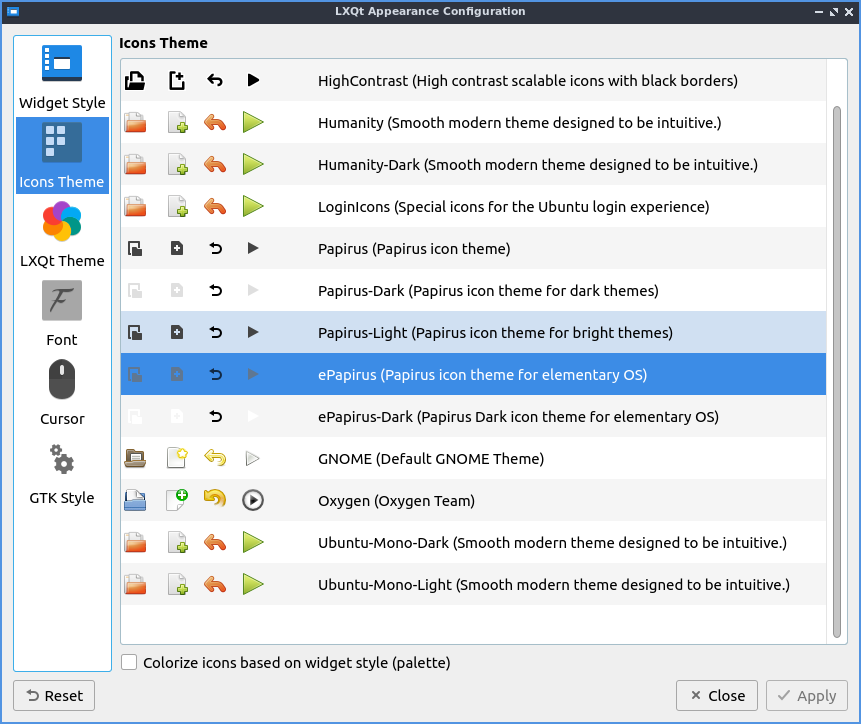 LXQt Appearance Configuration
Widget Style
Icons Theme
LXQt Theme
Font
Cursor
GTK Style
Icons Theme
HighContrast (High contrast scalable icons with black borders)
Humanity (Smooth modern theme designed to be intuitive.)
Humanity-Dark (Smooth modern theme designed to be intuitive.)
LoginIcons (Special icons for the Ubuntu login experience)
Papirus (Papirus icon theme)
Papirus-Dark (Papirus icon theme for dark themes)
Papirus-Light (Papirus icon theme for bright themes)
ePapirus (Papirus icon theme for elementary OS)
ePapirus-Dark (Papirus Dark icon theme for elementary OS)
GNOME (Default GNOME Theme)
Oxygen (Oxygen Team)
Ubuntu-Mono-Dark (Smooth modern theme designed to be intuitive.)
Ubuntu-Mono-Light (Smooth modern theme designed to be intuitive.)
Colorize icons based on widget style (palette)
Reset
Close
Apply